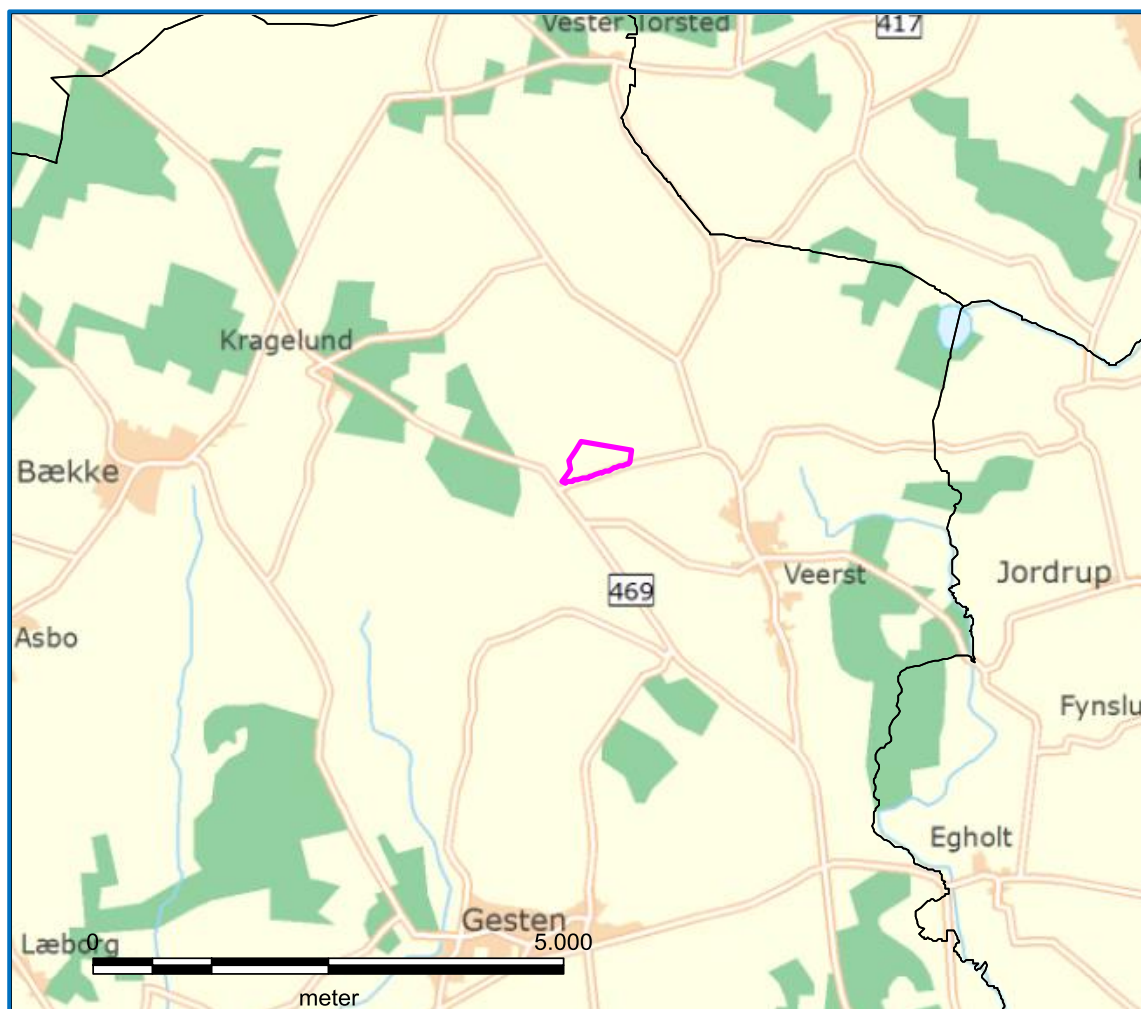 Vester Torsted
417
Kragelund
Bække
469
Veerst
Jordrup
Asbo
Fynslu
Egholt
Gesten
Læborg
0
5.000
meter